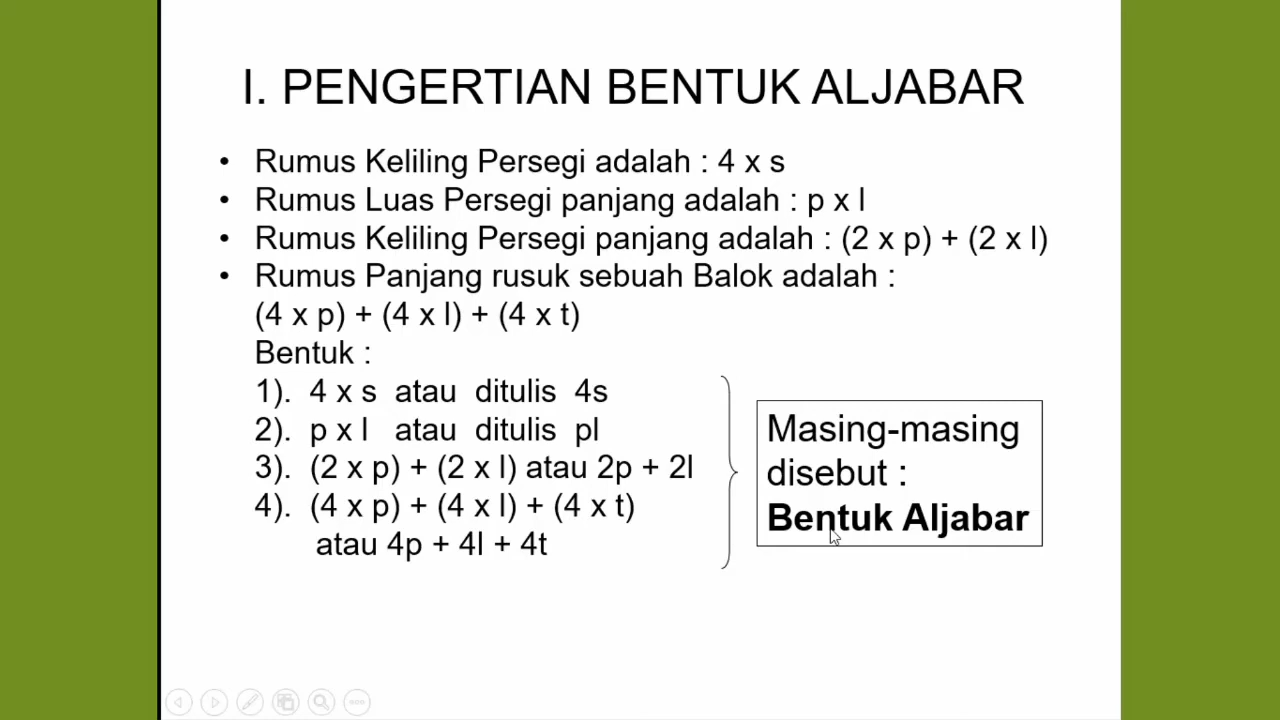 I. PENGERTIAN BENTUK ALJABAR
• Rumus Keliling Persegi adalah : 4 x s
• Rumus Luas Persegi panjang adalah : p x l
• Rumus Keliling Persegi panjang adalah : (2 x p) + (2 x l)
• Rumus Panjang rusuk sebuah Balok adalah :
(4 x p) + (4 x l) + (4 x t)
Bentuk :
1). 4 x s atau ditulis 4s
2). p x l atau ditulis pl
3). (2 x p) + (2 x l) atau 2p + 2l
4). (4 x p) + (4 x l) + (4 x t)
atau 4p + 4l + 4t
Masing-masing
disebut :
Bentuk Aljabar